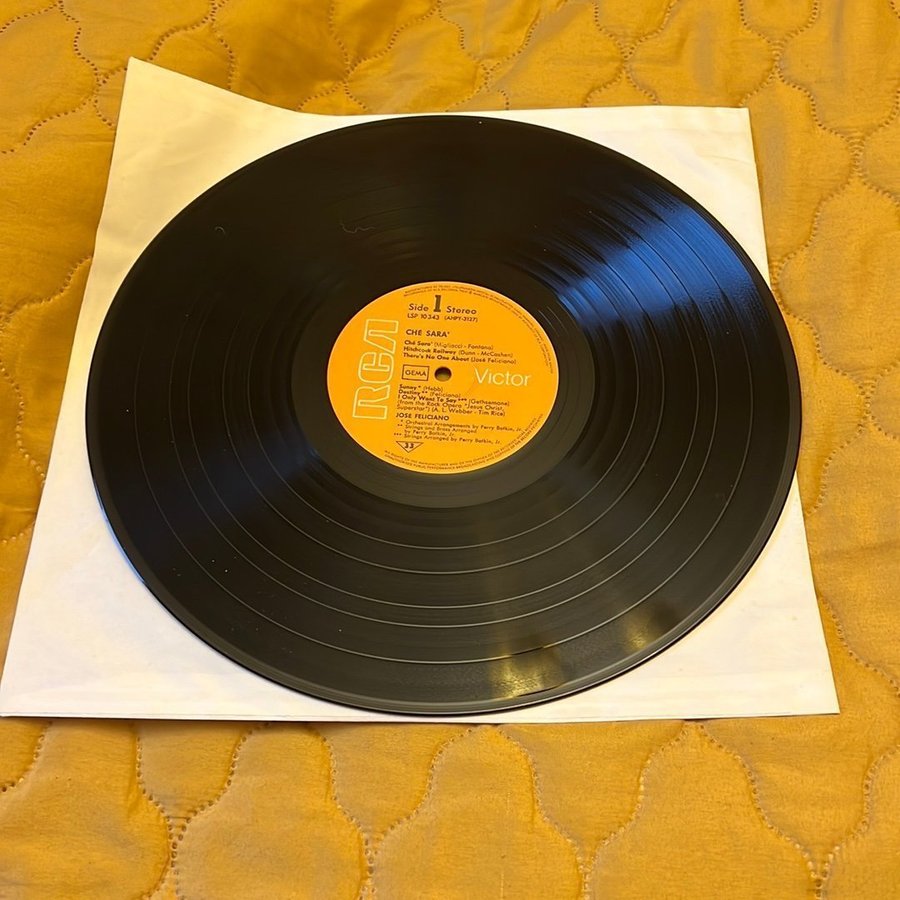 Side 1 Stereo
LSP 10343 (AHPY-3127)
CHE SARA'
Ché Sara' (Migliacci - Fontana)
Hitchcock Railway (Dunn - McCashen)
There's No One About (José Feliciano)
RCA
GEMA
Victor
Sunny * (Hebb)
Destiny ** (Feliciano)
I Only Want To Say *** (Gethsemane)
(from the Rock Opera "Jesus Christ,
Superstar") (A. L. Webber - Tim Rice)
JOSE FELICIANO
* Orchestral Arrangements by Perry Botkin, Jr.
** Strings and Brass Arranged
by Perry Botkin, Jr.
*** Strings Arranged by Perry Botkin, Jr.
33